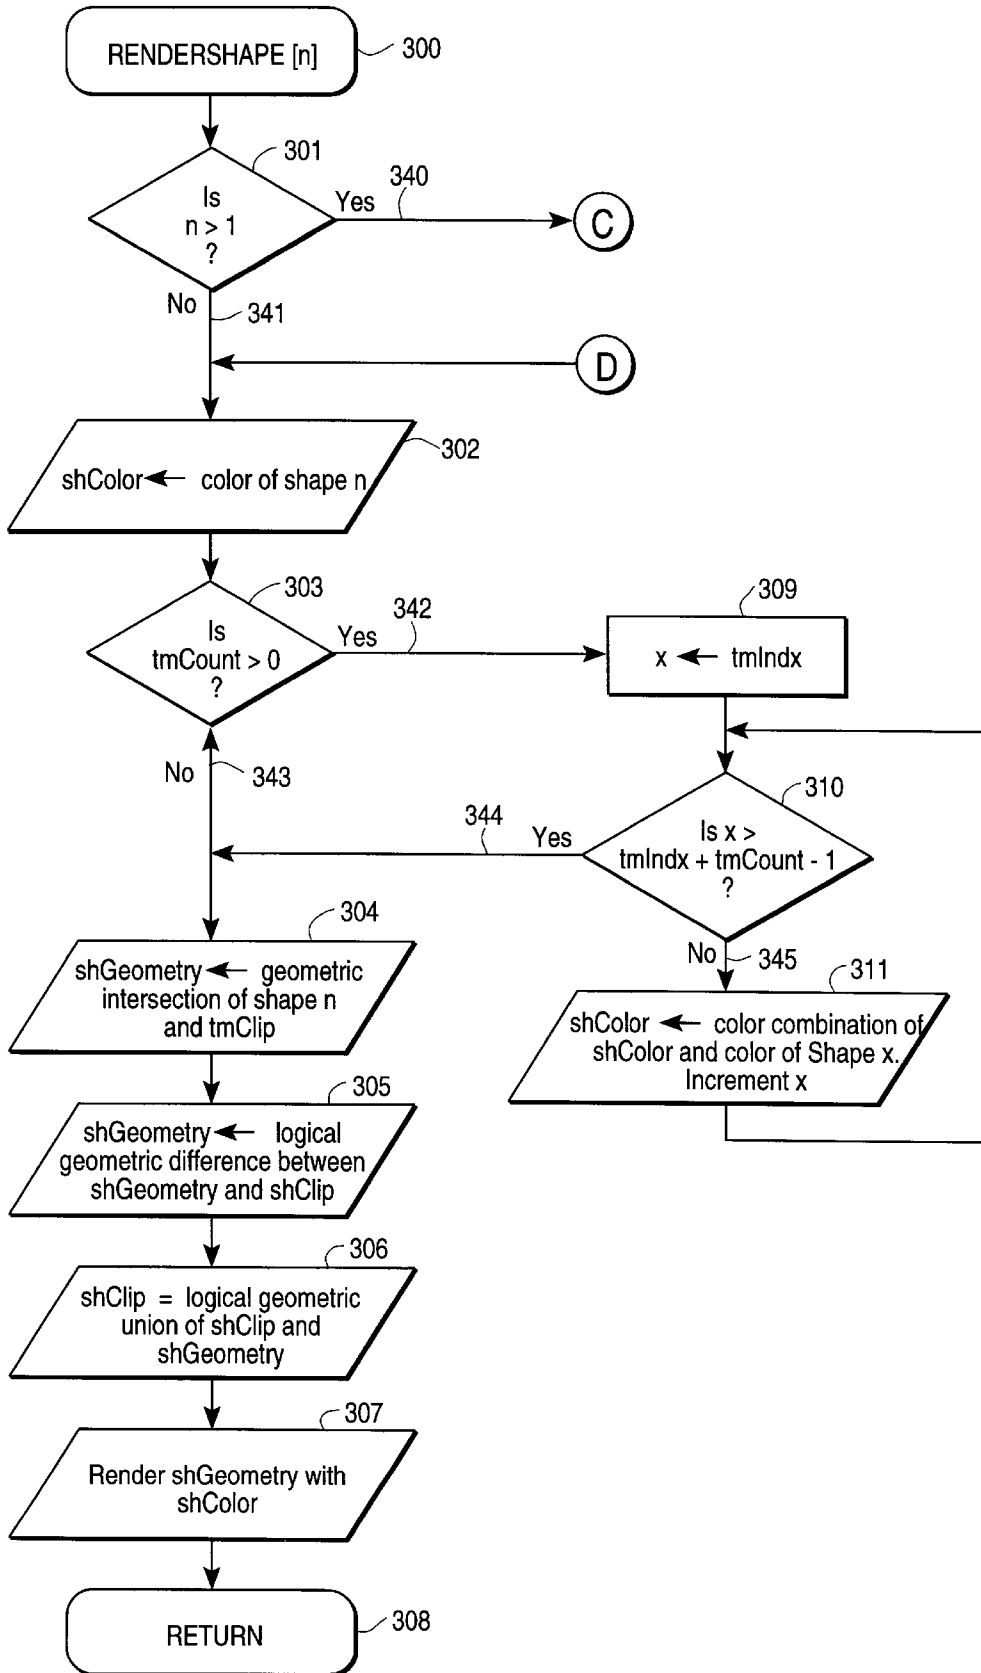 RENDERSHAPE [n]
300
301
Is
n > 1
?
Yes
340
C
No
341
D
302
shColor← color of shape n
303
Is
tmCount > 0
?
Yes
342
309
x ← tmIndx
No
343
344
Yes
310
Is x >
tmIndx + tmCount - 1
?
No
345
304
shGeometry← geometric
intersection of shape n
and tmClip
311
shColor ← color combination of
shColor and color of Shape x.
Increment x
305
shGeometry← logical
geometric difference between
shGeometry and shClip
306
shClip = logical geometric
union of shClip and
shGeometry
307
Render shGeometry with
shColor
RETURN
308